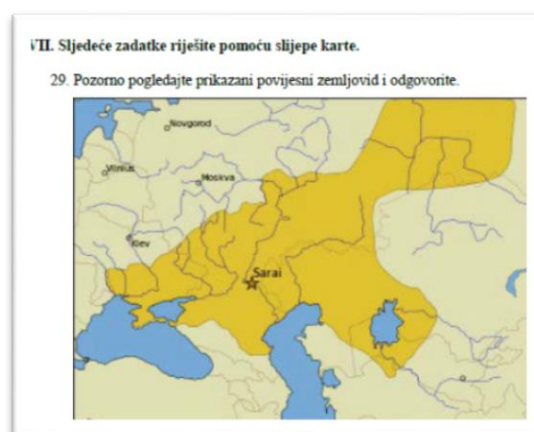 VII. Sljedeće zadatke riješite pomoću slijepe karte.
29. Pozorno pogledajte prikazani povijesni zemljovid i odgovorite.
Novgorod
Vilnius
Moskva
Kiev
Sarai